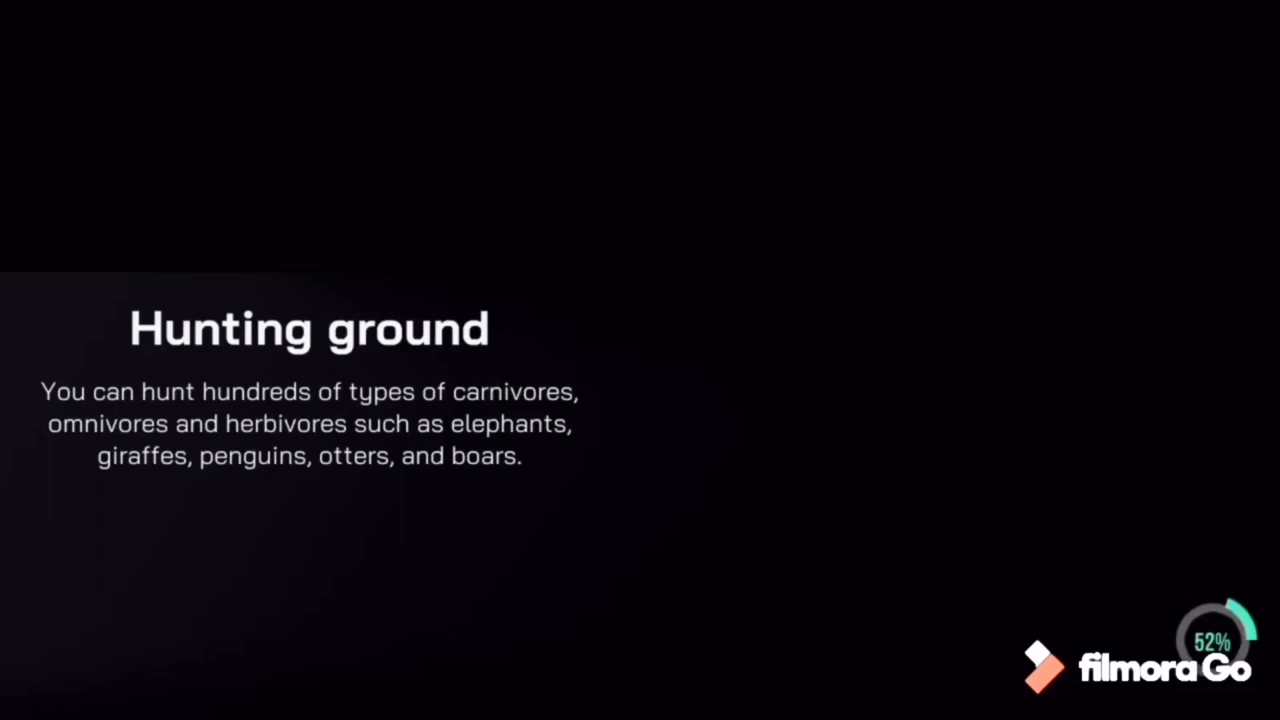 Hunting ground
You can hunt hundreds of types of carnivores,
omnivores and herbivores such as elephants,
giraffes, penguins, otters, and boars.
52%
filmora Go